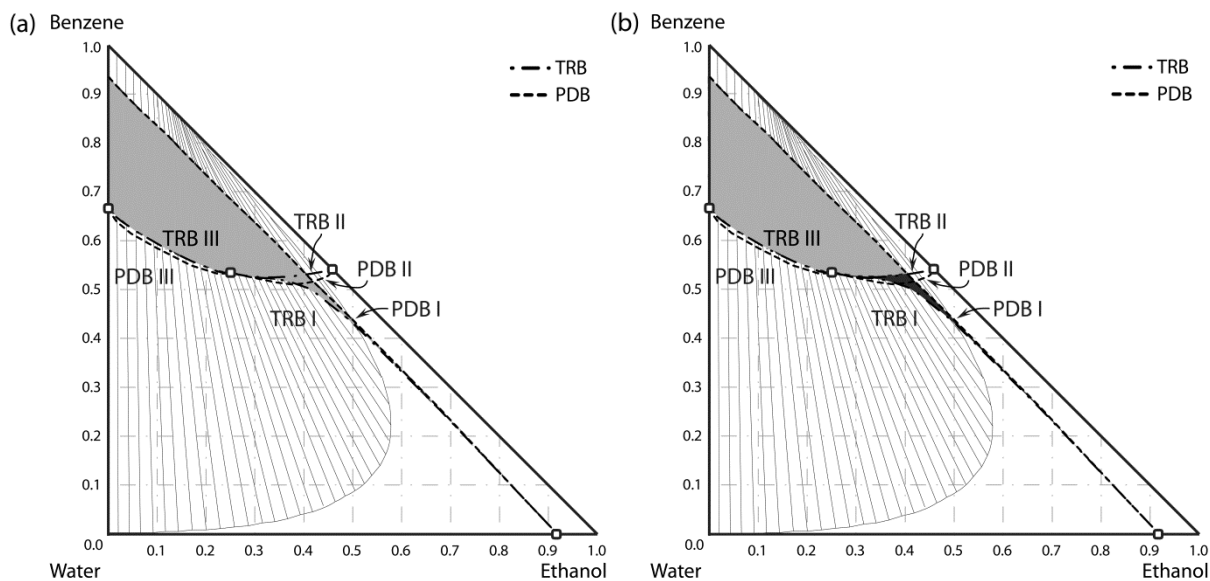 (a) Benzene
1.0
TRB
PDB
0.9
0.8
0.7
TRB II
0.6
TRB III
PDB II
PDB III
0.5
PDB I
TRB I
0.4
0.3
0.2
0.1
0.0
0.1 0.2 0.3 0.4 0.5 0.6 0.7 0.8 0.9 1.0
Water Ethanol
(b) Benzene
1.0
TRB
PDB
0.9
0.8
0.7
TRB II
0.6
TRB III
PDB II
PDB III
0.5
PDB I
TRB I
0.4
0.3
0.2
0.1
0.0
0.1 0.2 0.3 0.4 0.5 0.6 0.7 0.8 0.9 1.0
Water Ethanol